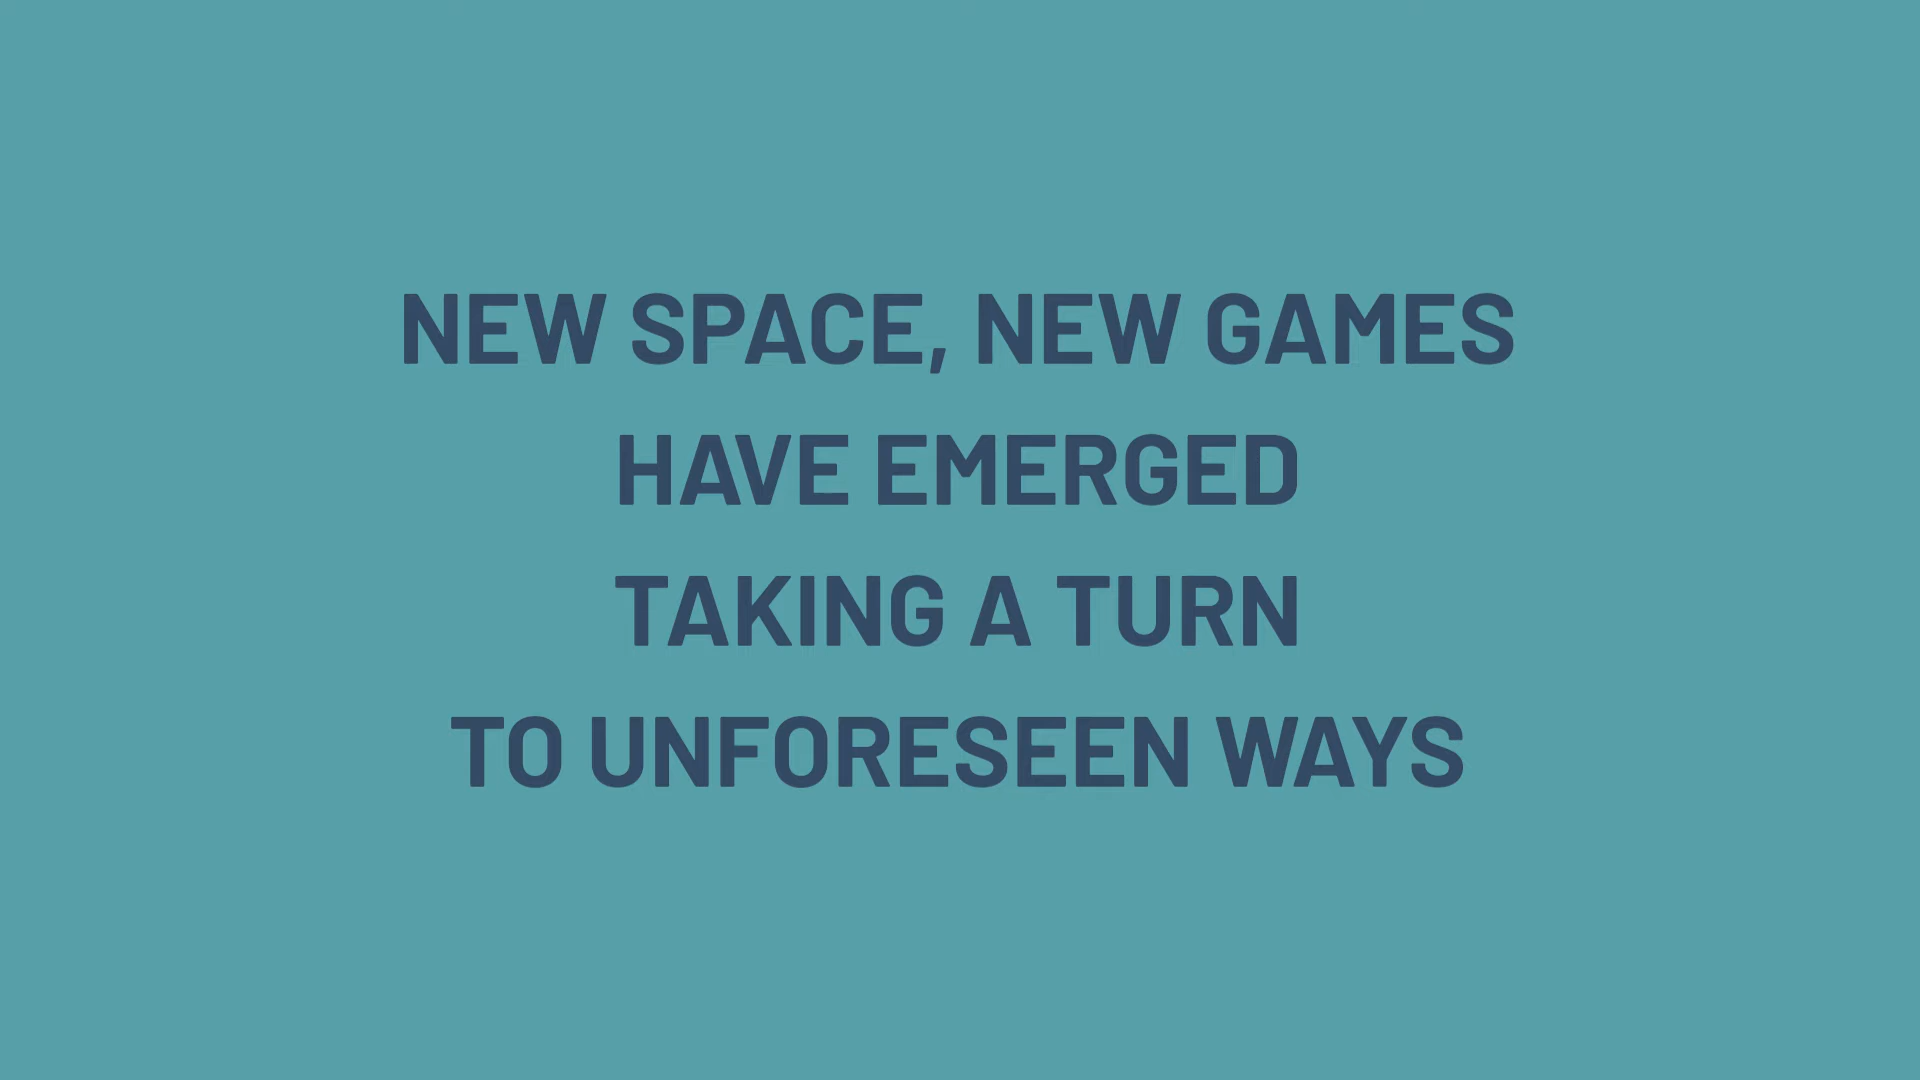 NEW SPACE, NEW GAMES
HAVE EMERGED
TAKING A TURN
TO UNFORESEEN WAYS